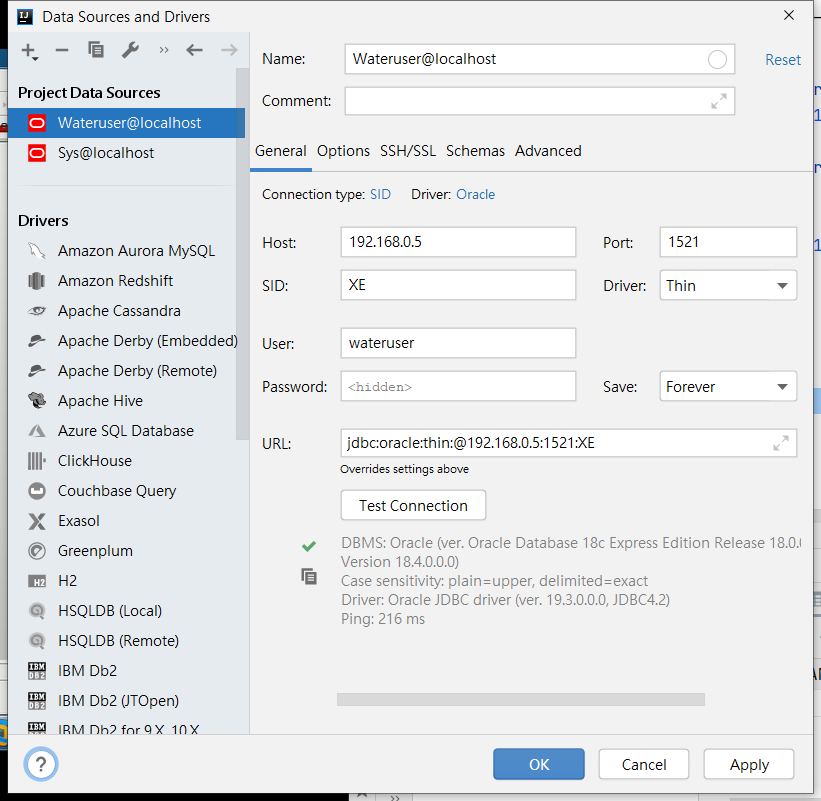 Data Sources and Drivers
Name: Wateruser@localhost Reset
Comment:
Project Data Sources
Wateruser@localhost
Sys@localhost
Drivers
Amazon Aurora MySQL
Amazon Redshift
Apache Cassandra
Apache Derby (Embedded)
Apache Derby (Remote)
Apache Hive
Azure SQL Database
ClickHouse
Couchbase Query
Exasol
Greenplum
H2
HSQLDB (Local)
HSQLDB (Remote)
IBM Db2
IBM Db2 (JTOpen)
IBM Db2 for 9.X, 10.X
General Options SSH/SSL Schemas Advanced
Connection type: SID Driver: Oracle
Host: 192.168.0.5 Port: 1521
SID: XE Driver: Thin
User: wateruser
Password: <hidden> Save: Forever
URL: jdbc:oracle:thin:@192.168.0.5:1521:XE
Overrides settings above
Test Connection
DBMS: Oracle (ver. Oracle Database 18c Express Edition Release 18.0.
Version 18.4.0.0.0)
Case sensitivity: plain=upper, delimited=exact
Driver: Oracle JDBC driver (ver. 19.3.0.0.0, JDBC4.2)
Ping: 216 ms
? OK Cancel Apply